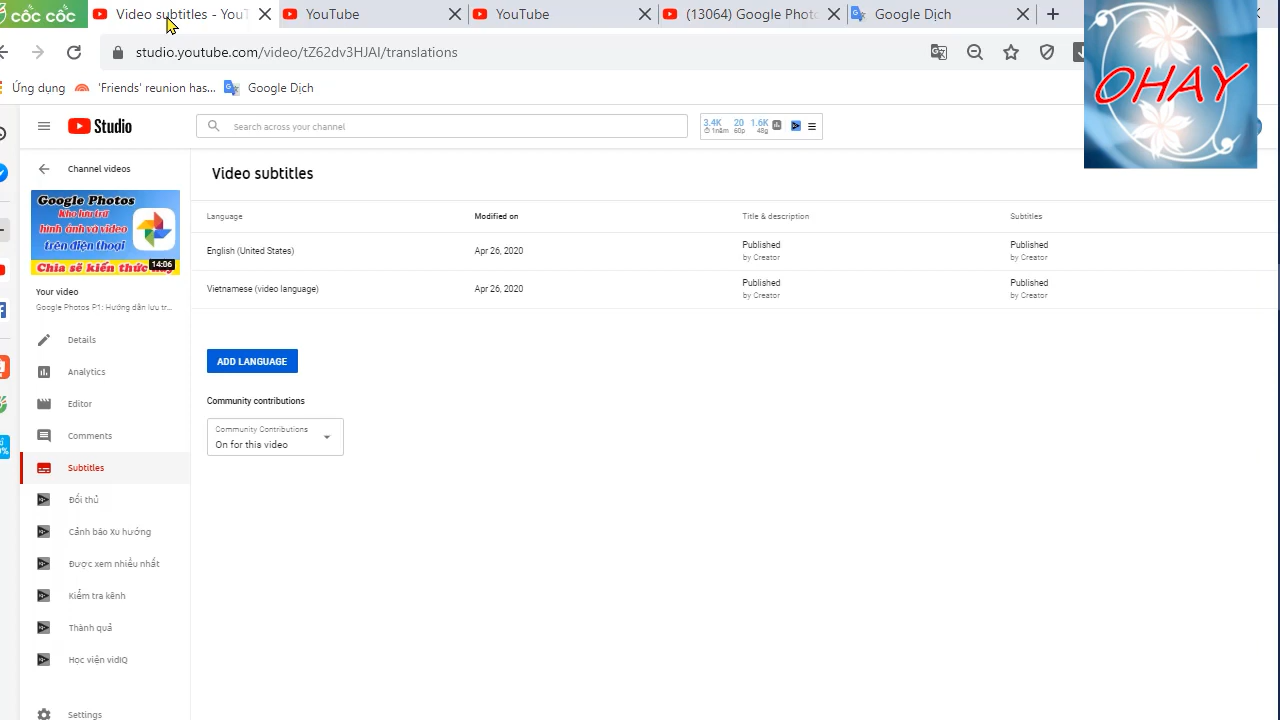 cốc cốc
Video subtitles - YouT
YouTube
YouTube
Google Dịch
studio.youtube.com/video/tZ62dv3HJAI/translations
Ứng dụng
'Friends' reunion has...
Google Dịch
Studio
Search across your channel
3.4K 20 1.6K
1năm 60p 48g
OHAY
Channel videos
Google Photos
Kho lưu trữ
hình ảnh và video
trên điện thoại
Chia sẽ kiến thức
14:06
Your video
Google Photos P1: Hướng dẫn lưu tr...
Details
Analytics
Editor
Comments
Subtitles
Đối thủ
Cảnh báo Xu hướng
Được xem nhiều nhất
Kiểm tra kênh
Thành quả
Học viện vidIQ
Settings
Video subtitles
Language Modified on Title & description Subtitles
English (United States) Apr 26, 2020 Published Published
by Creator by Creator
Vietnamese (video language) Apr 26, 2020 Published Published
by Creator by Creator
ADD LANGUAGE
Community contributions
Community Contributions
On for this video